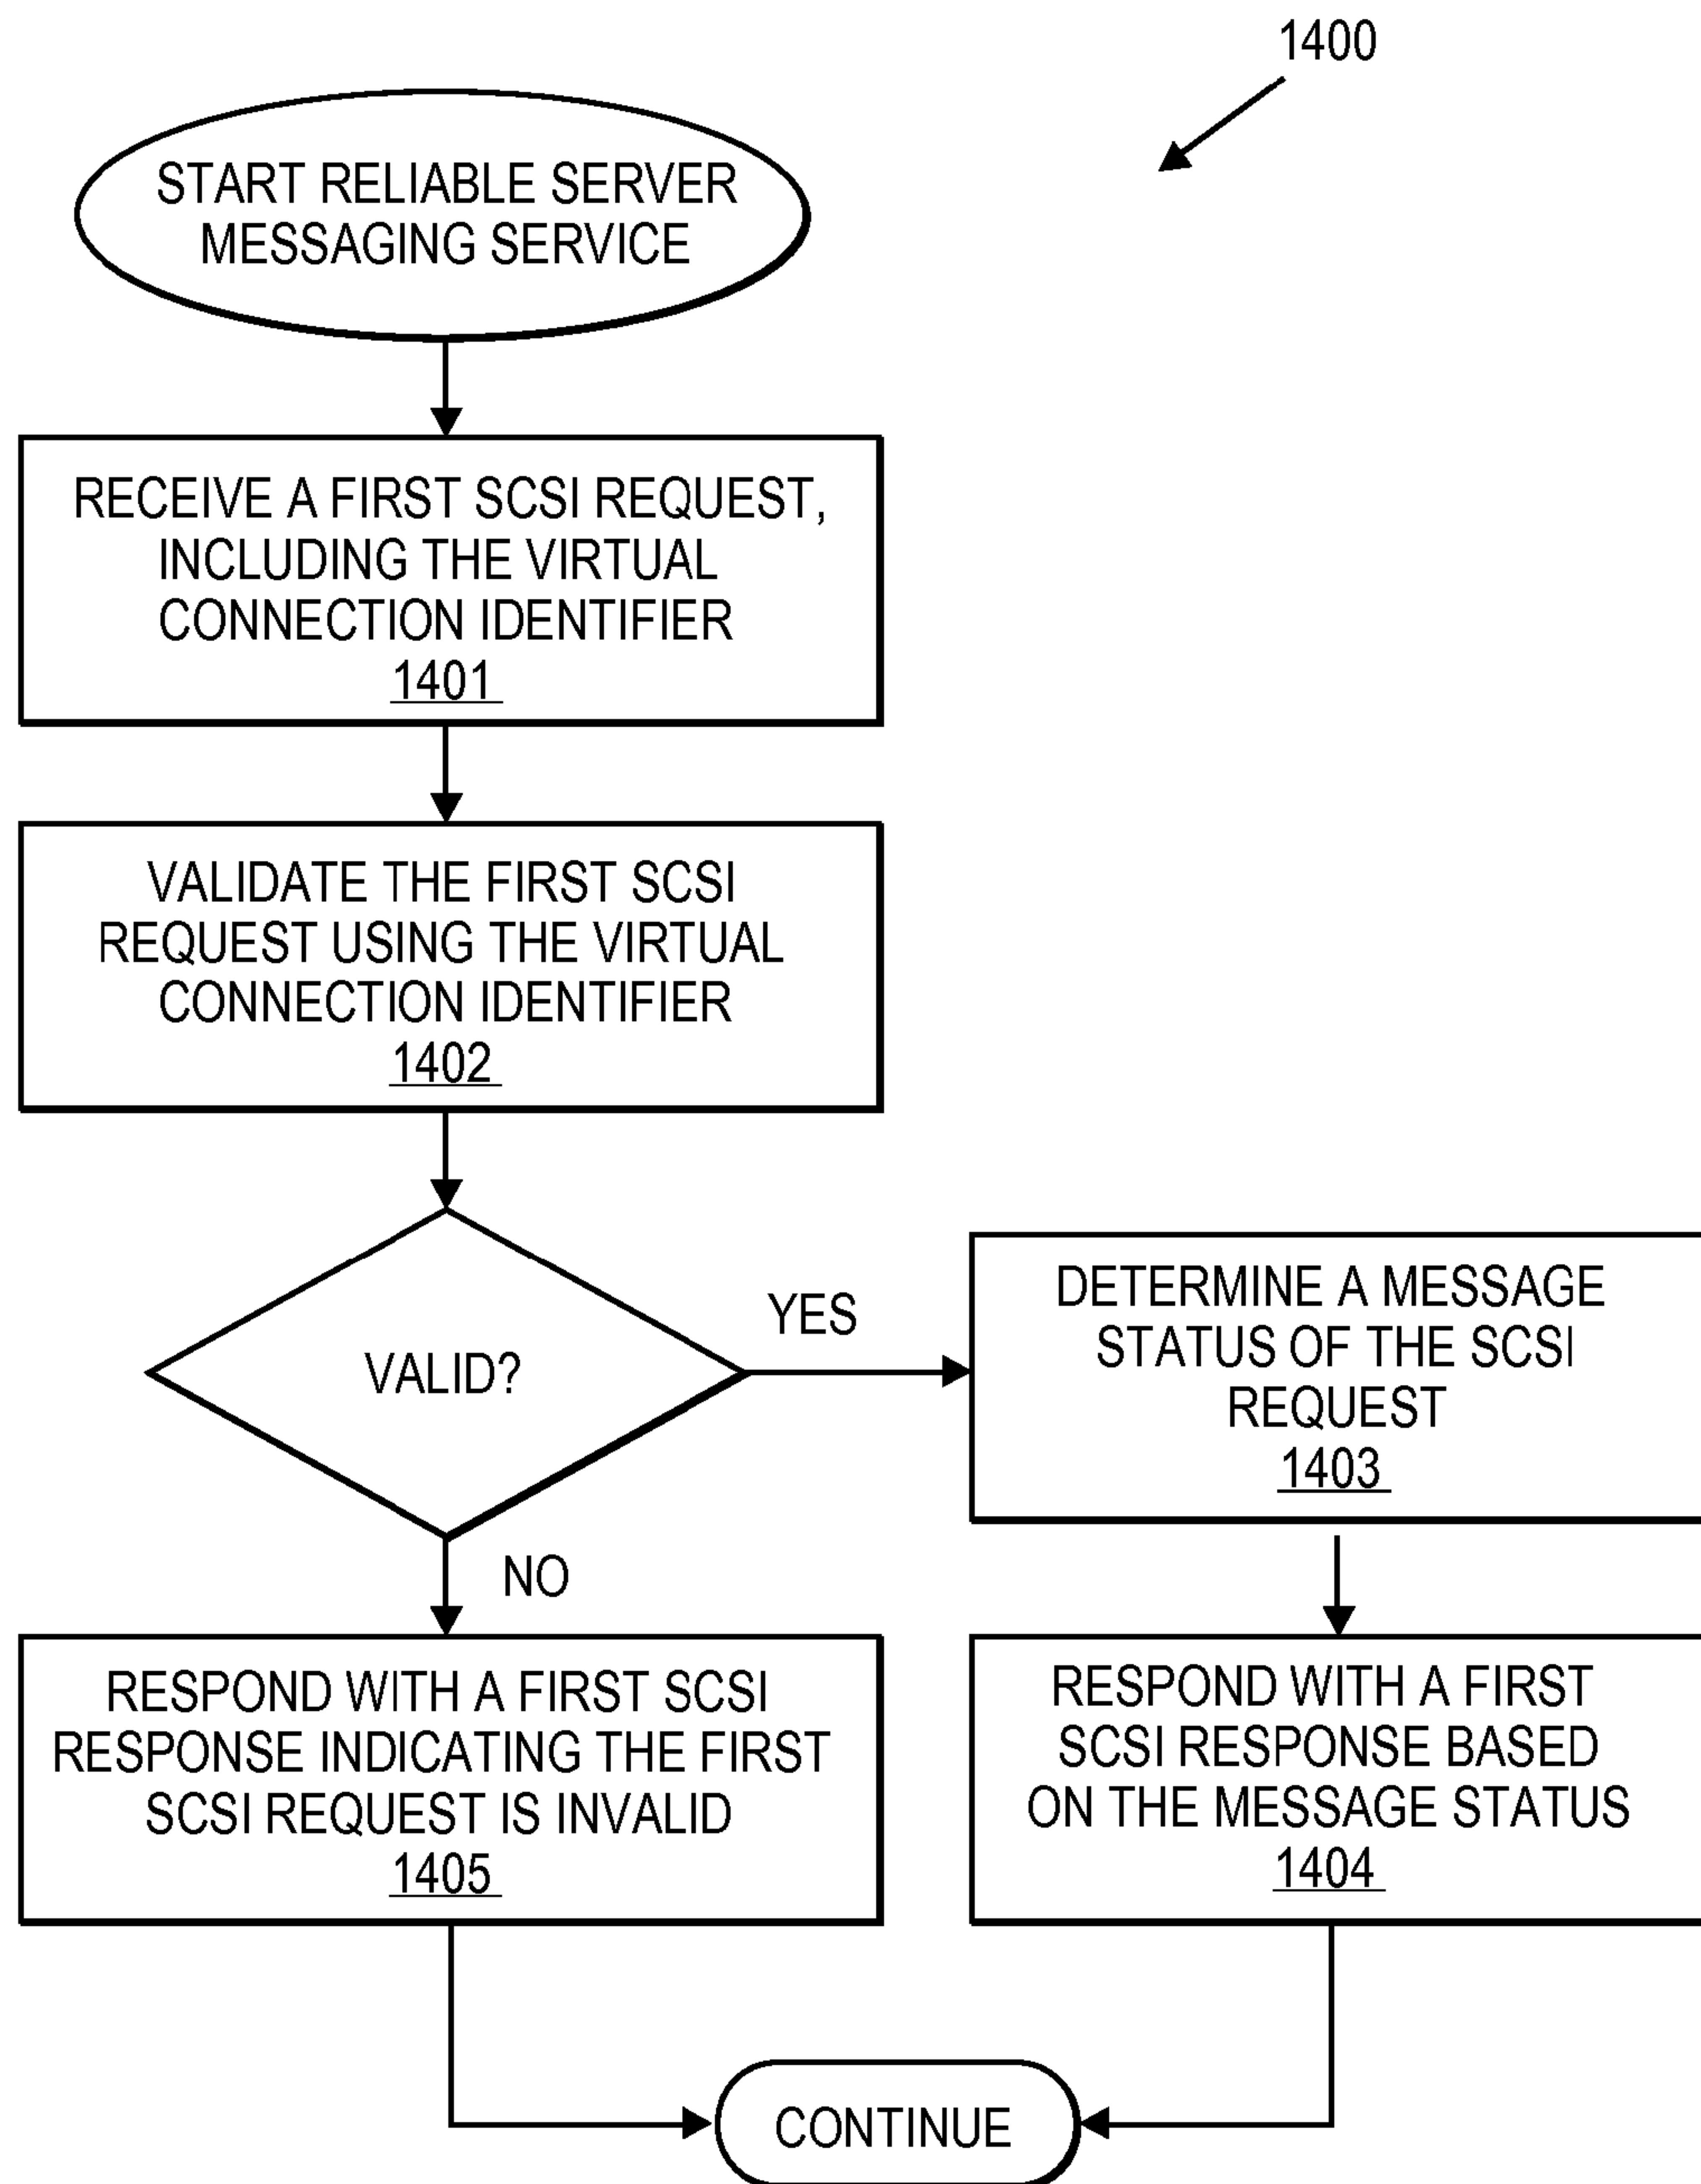 1400
START RELIABLE SERVER
MESSAGING SERVICE
RECEIVE A FIRST SCSI REQUEST,
INCLUDING THE VIRTUAL
CONNECTION IDENTIFIER
1401
VALIDATE THE FIRST SCSI
REQUEST USING THE VIRTUAL
CONNECTION IDENTIFIER
1402
VALID?
YES
DETERMINE A MESSAGE
STATUS OF THE SCSI
REQUEST
1403
NO
RESPOND WITH A FIRST SCSI
RESPONSE INDICATING THE FIRST
SCSI REQUEST IS INVALID
1405
RESPOND WITH A FIRST
SCSI RESPONSE BASED
ON THE MESSAGE STATUS
1404
CONTINUE